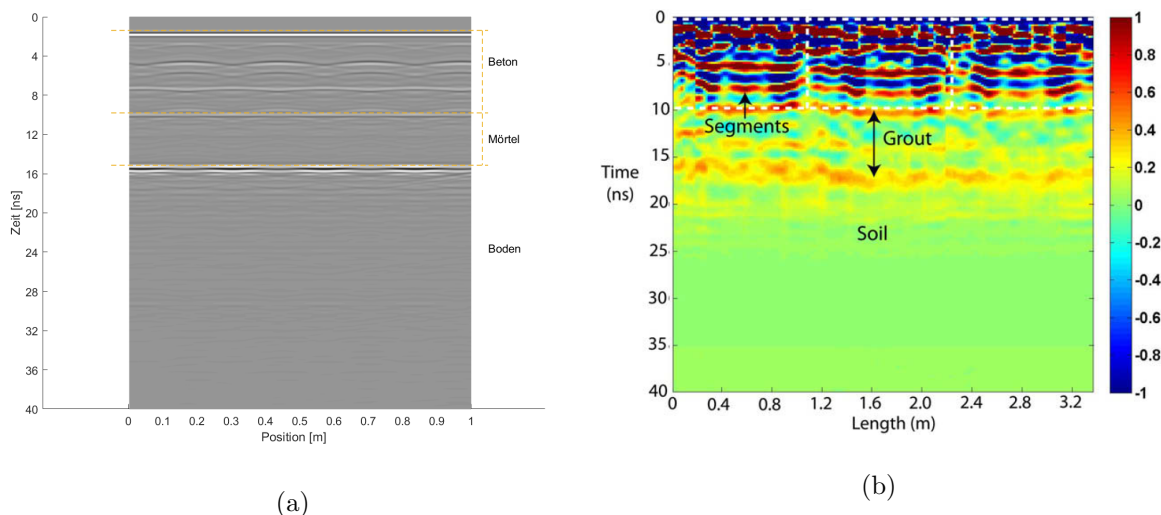 0
4
8
12
16
20
24
28
32
36
40
Zeit [ns]
0 0.1 0.2 0.3 0.4 0.5 0.6 0.7 0.8 0.9 1
Position [m]
Beton
Mörtel
Boden
(a)
0
5
10
15
20
25
30
35
40
Time
(ns)
Segments
Grout
Soil
0 0.4 0.8 1.2 1.6 2 2.4 2.8 3.2
Length (m)
1
0.8
0.6
0.4
0.2
0
-0.2
-0.4
-0.6
-0.8
-1
(b)